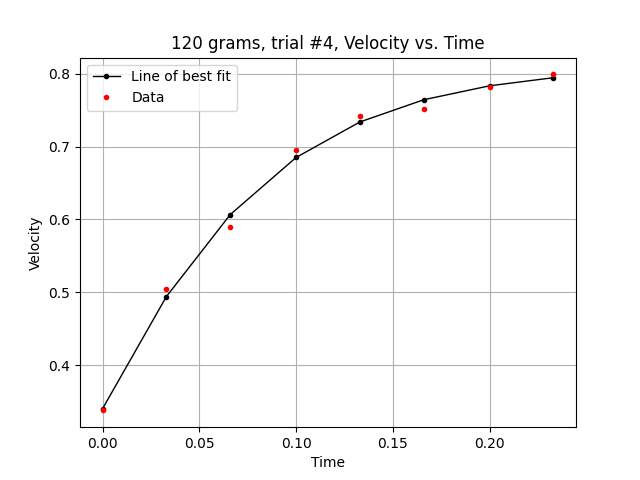 120 grams, trial #4, Velocity vs. Time
Line of best fit
Data
0.8
0.7
0.6
0.5
0.4
Velocity
0.00 0.05 0.10 0.15 0.20
Time